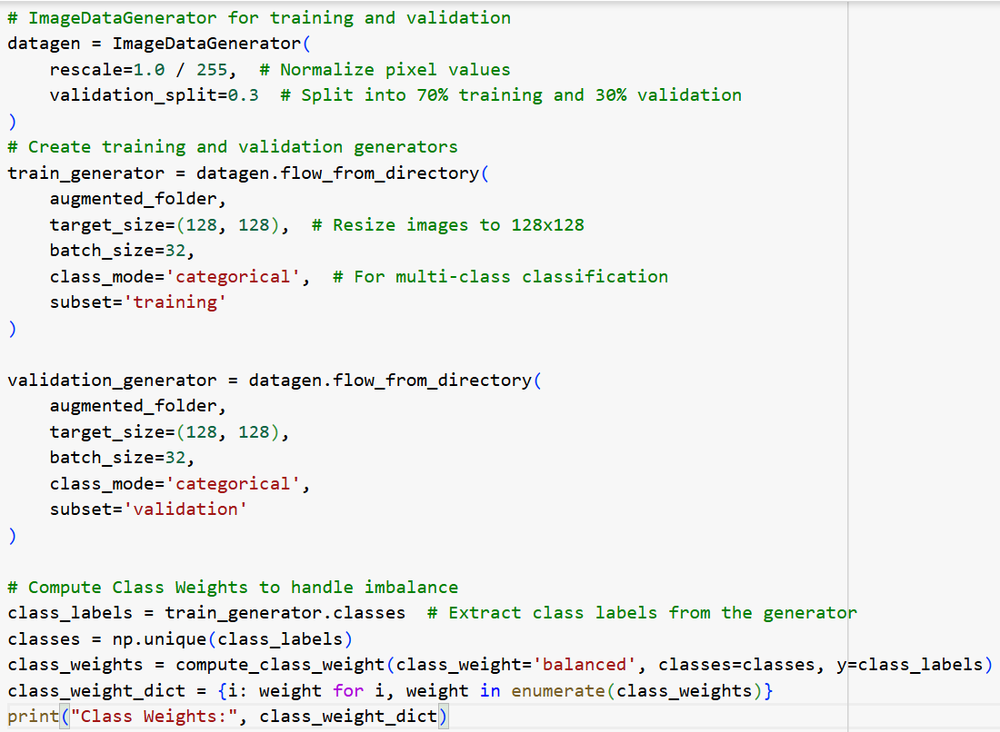 # ImageDataGenerator for training and validation
datagen = ImageDataGenerator(
    rescale=1.0 / 255,  # Normalize pixel values
    validation_split=0.3  # Split into 70% training and 30% validation
)
# Create training and validation generators
train_generator = datagen.flow_from_directory(
    augmented_folder,
    target_size=(128, 128),  # Resize images to 128x128
    batch_size=32,
    class_mode='categorical',  # For multi-class classification
    subset='training'
)

validation_generator = datagen.flow_from_directory(
    augmented_folder,
    target_size=(128, 128),
    batch_size=32,
    class_mode='categorical',
    subset='validation'
)

# Compute Class Weights to handle imbalance
class_labels = train_generator.classes  # Extract class labels from the generator
classes = np.unique(class_labels)
class_weights = compute_class_weight(class_weight='balanced', classes=classes, y=class_labels)
class_weight_dict = {i: weight for i, weight in enumerate(class_weights)}
print("Class Weights:", class_weight_dict)